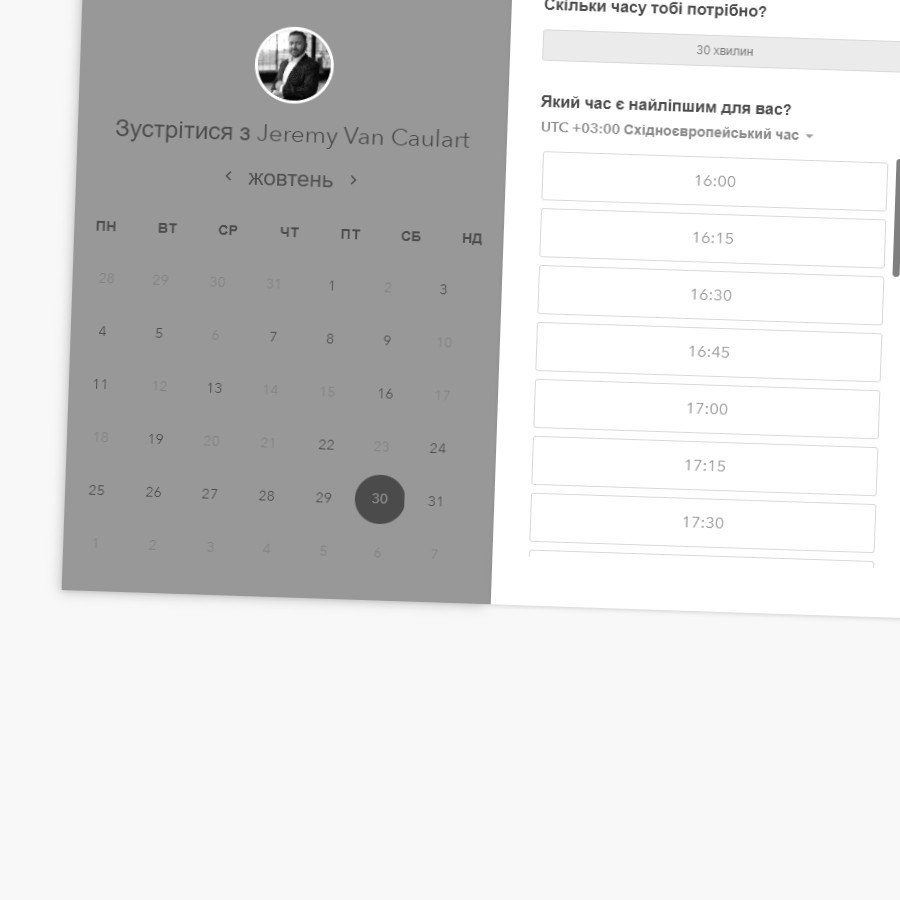 Зустрітися з Jeremy Van Caulart
‹ жовтень ›
ПН ВТ СР ЧТ ПТ СБ НД
28 29 30 31 1 2 3
4 5 6 7 8 9 10
11 12 13 14 15 16 17
18 19 20 21 22 23 24
25 26 27 28 29 30 31
1 2 3 4 5 6 7
Скільки часу тобі потрібно?
30 хвилин
Який час є найліпшим для вас?
UTC +03:00 Східноєвропейський час
16:00
16:15
16:30
16:45
17:00
17:15
17:30